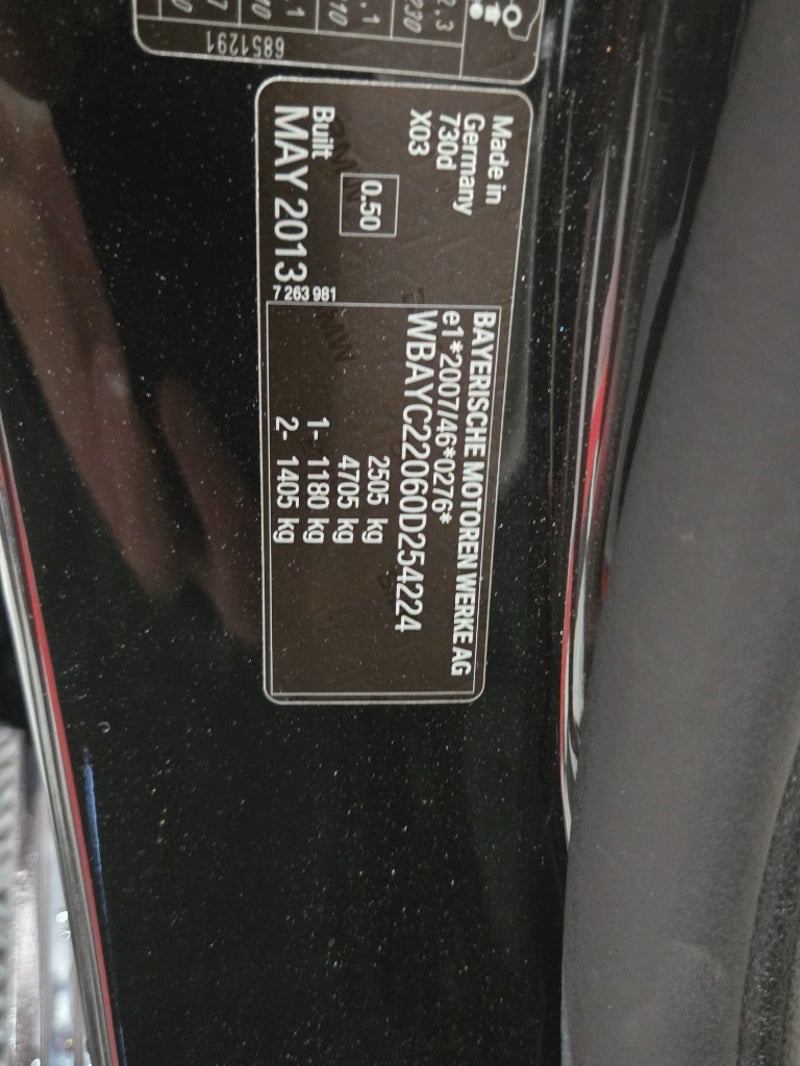 Made in
Germany
730d
X03
0.50
Built
MAY 2013
7 263 981
BAYERISCHE MOTOREN WERKE AG
e1*2007/46*0276*
WBAYC22060D254224
2505 kg
4705 kg
1- 1180 kg
2- 1405 kg
6851291